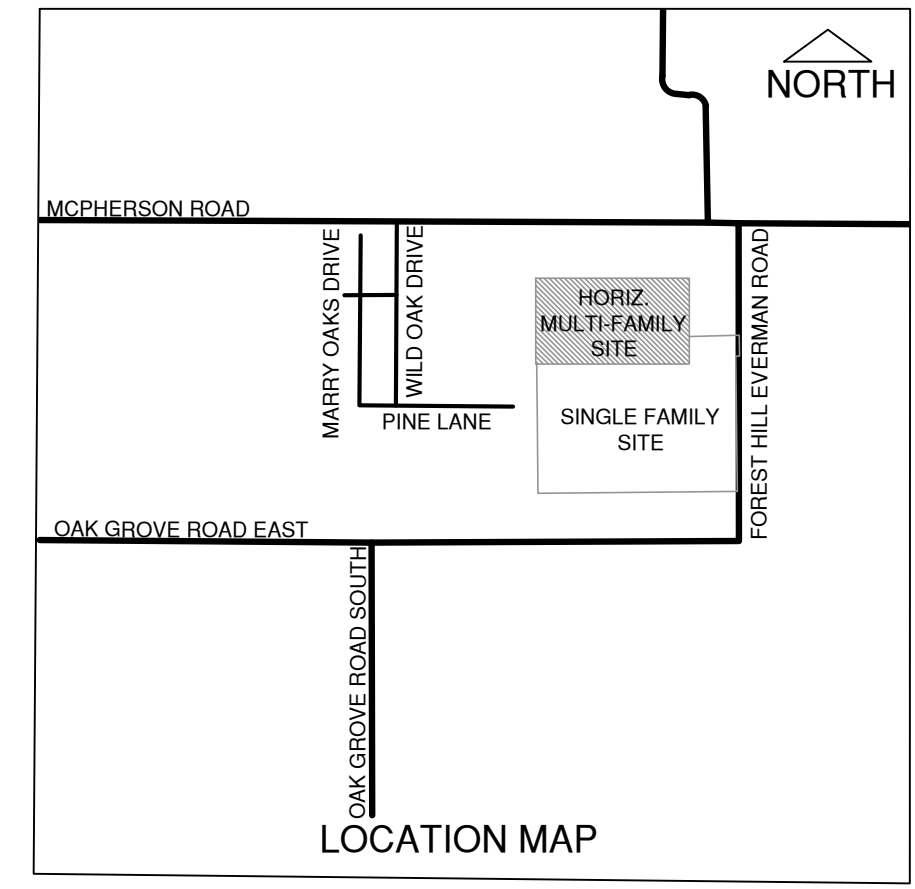 NORTH
MCPHERSON ROAD
MARRY OAKS DRIVE
WILD OAK DRIVE
HORIZ.
MULTI-FAMILY
SITE
FOREST HILL EVERMAN ROAD
PINE LANE
SINGLE FAMILY
SITE
OAK GROVE ROAD EAST
OAK GROVE ROAD SOUTH
LOCATION MAP